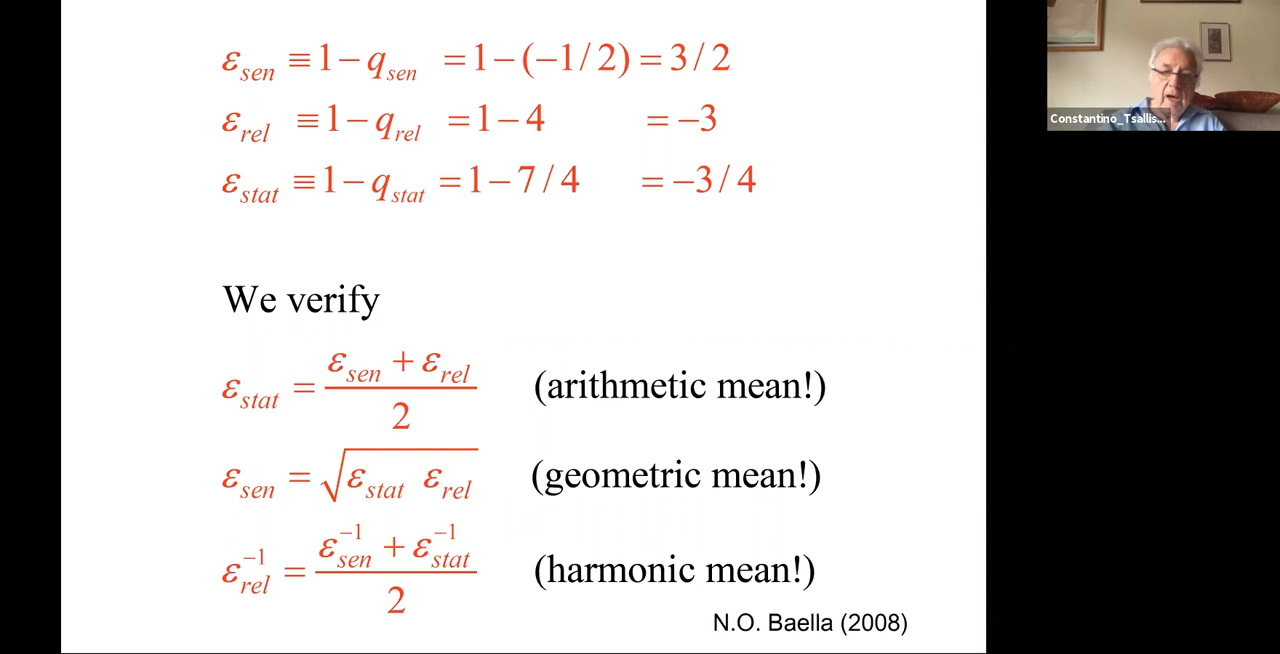 ε_sen ≡ 1 − q_sen = 1 − (−1/2) = 3/2
ε_rel ≡ 1 − q_rel = 1 − 4 = −3
ε_stat ≡ 1 − q_stat = 1 − 7/4 = −3/4
We verify
ε_stat = (ε_sen + ε_rel)/2 (arithmetic mean!)
ε_sen = √(ε_stat ε_rel) (geometric mean!)
ε_rel^−1 = (ε_sen^−1 + ε_stat^−1)/2 (harmonic mean!)
N.O. Baella (2008)
Constantino_Tsallis...